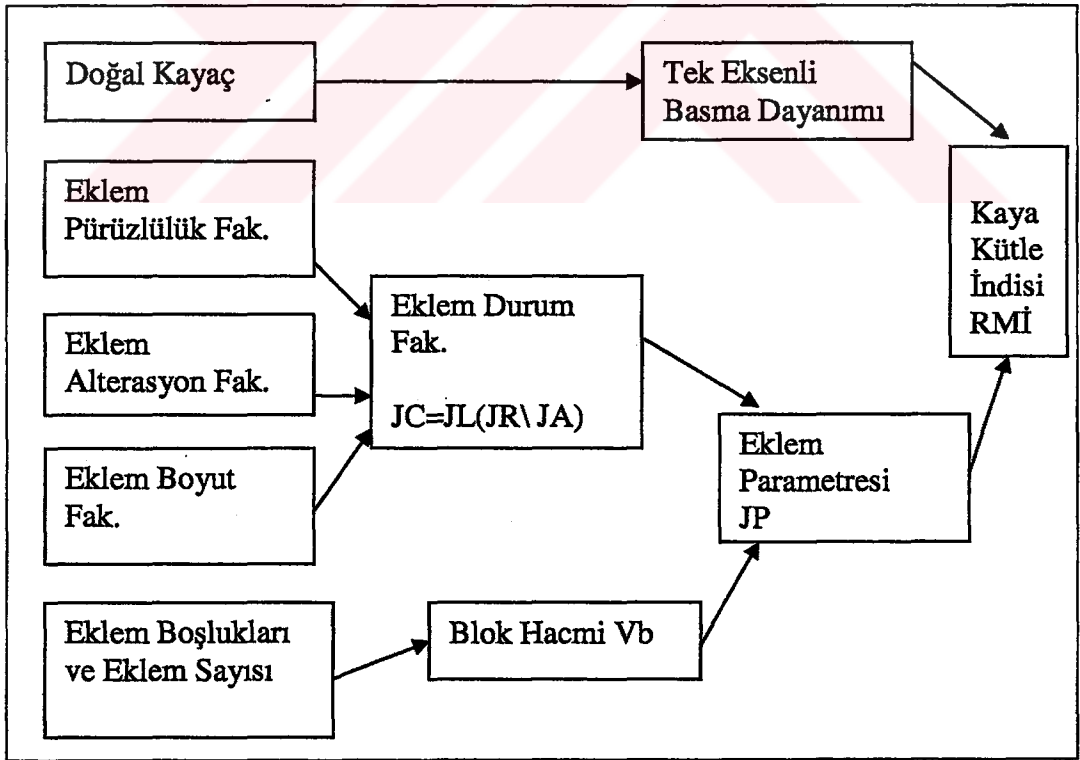 Doğal Kayaç
Tek Eksenli
Basma Dayanımı
Eklem
Pürüzlülük Fak.
Kaya
Kütle
İndisi
RMİ
Eklem Durum
Fak.
JC=JL(JR\ JA)
Eklem
Alterasyon Fak.
Eklem Boyut
Fak.
Eklem
Parametresi
JP
Eklem Boşlukları
ve Eklem Sayısı
Blok Hacmi Vb